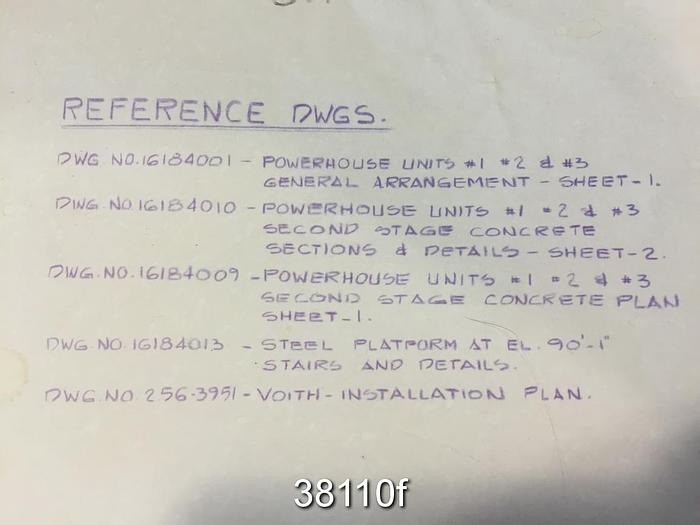 REFERENCE DWGS.
DWG NO.16184001 - POWERHOUSE UNITS #1 #2 & #3
GENERAL ARRANGEMENT - SHEET-1.
DWG. NO.16184010 - POWERHOUSE UNITS #1 #2 & #3
SECOND STAGE CONCRETE
SECTIONS & DETAILS - SHEET-2.
DWG.NO.16184009 - POWERHOUSE UNITS #1 #2 & #3
SECOND STAGE CONCRETE PLAN
SHEET-1.
DWG NO. 16184013 - STEEL PLATFORM AT EL. 90'-1"
STAIRS AND DETAILS.
DWG.NO 256-3951 - VOITH - INSTALLATION PLAN.
38110f